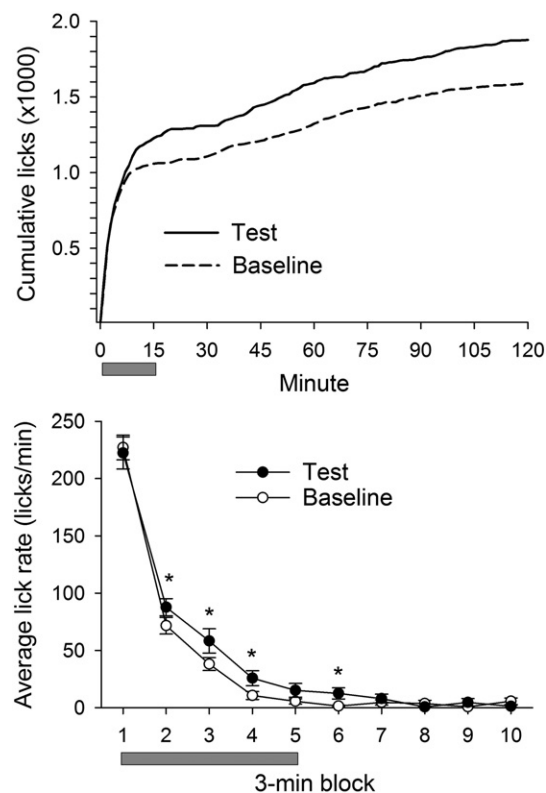 2.0
1.5
1.0
0.5
Cumulative licks (x1000)
Test
Baseline
0 15 30 45 60 75 90 105 120
Minute
250
200
150
100
50
0
Average lick rate (licks/min)
Test
Baseline
*
*
*
*
1 2 3 4 5 6 7 8 9 10
3-min block